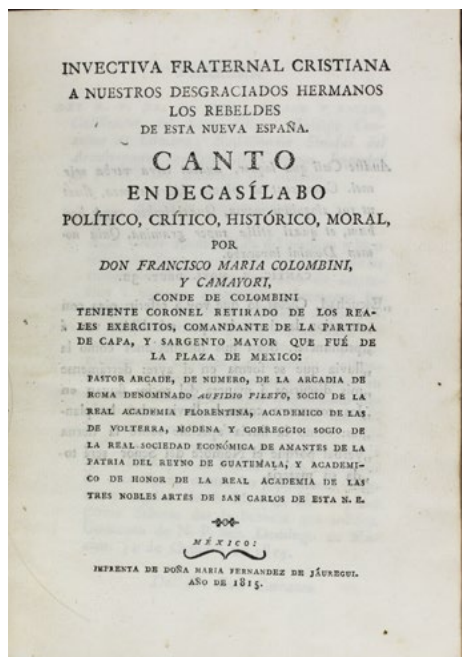 INVECTIVA FRATERNAL CRISTIANA
A NUESTROS DESGRACIADOS HERMANOS
LOS REBELDES
DE ESTA NUEVA ESPAÑA.
CANTO
ENDECASÍLABO
POLÍTICO, CRÍTICO, HISTÓRICO, MORAL,
POR
DON FRANCISCO MARIA COLOMBINI,
Y CAMAYORI,
CONDE DE COLOMBINI
TENIENTE CORONEL RETIRADO DE LOS REA-
LES EXÉRCITOS, COMANDANTE DE LA PARTIDA
DE CAPA, Y SARGENTO MAYOR QUE FUÉ DE
LA PLAZA DE MEXICO:
PASTOR ARCADE, DE NUMERO, DE LA ARCADIA DE
ROMA DENOMINADO AUFIDIO PILEYO, SOCIO DE LA
REAL ACADEMIA FLORENTINA, ACADEMICO DE LAS
DE VOLTERRA, MODENA Y CORREGGIO: SOCIO DE
LA REAL SOCIEDAD ECONÓMICA DE AMANTES DE LA
PATRIA DEL REYNO DE GUATEMALA, Y ACADEMI-
CO DE HONOR DE LA REAL ACADEMIA DE LAS
TRES NOBLES ARTES DE SAN CARLOS DE ESTA N. E.
MÉXICO:
IMPRENTA DE DOÑA MARIA FERNANDEZ DE JÁUREGUI.
AÑO DE 1815.